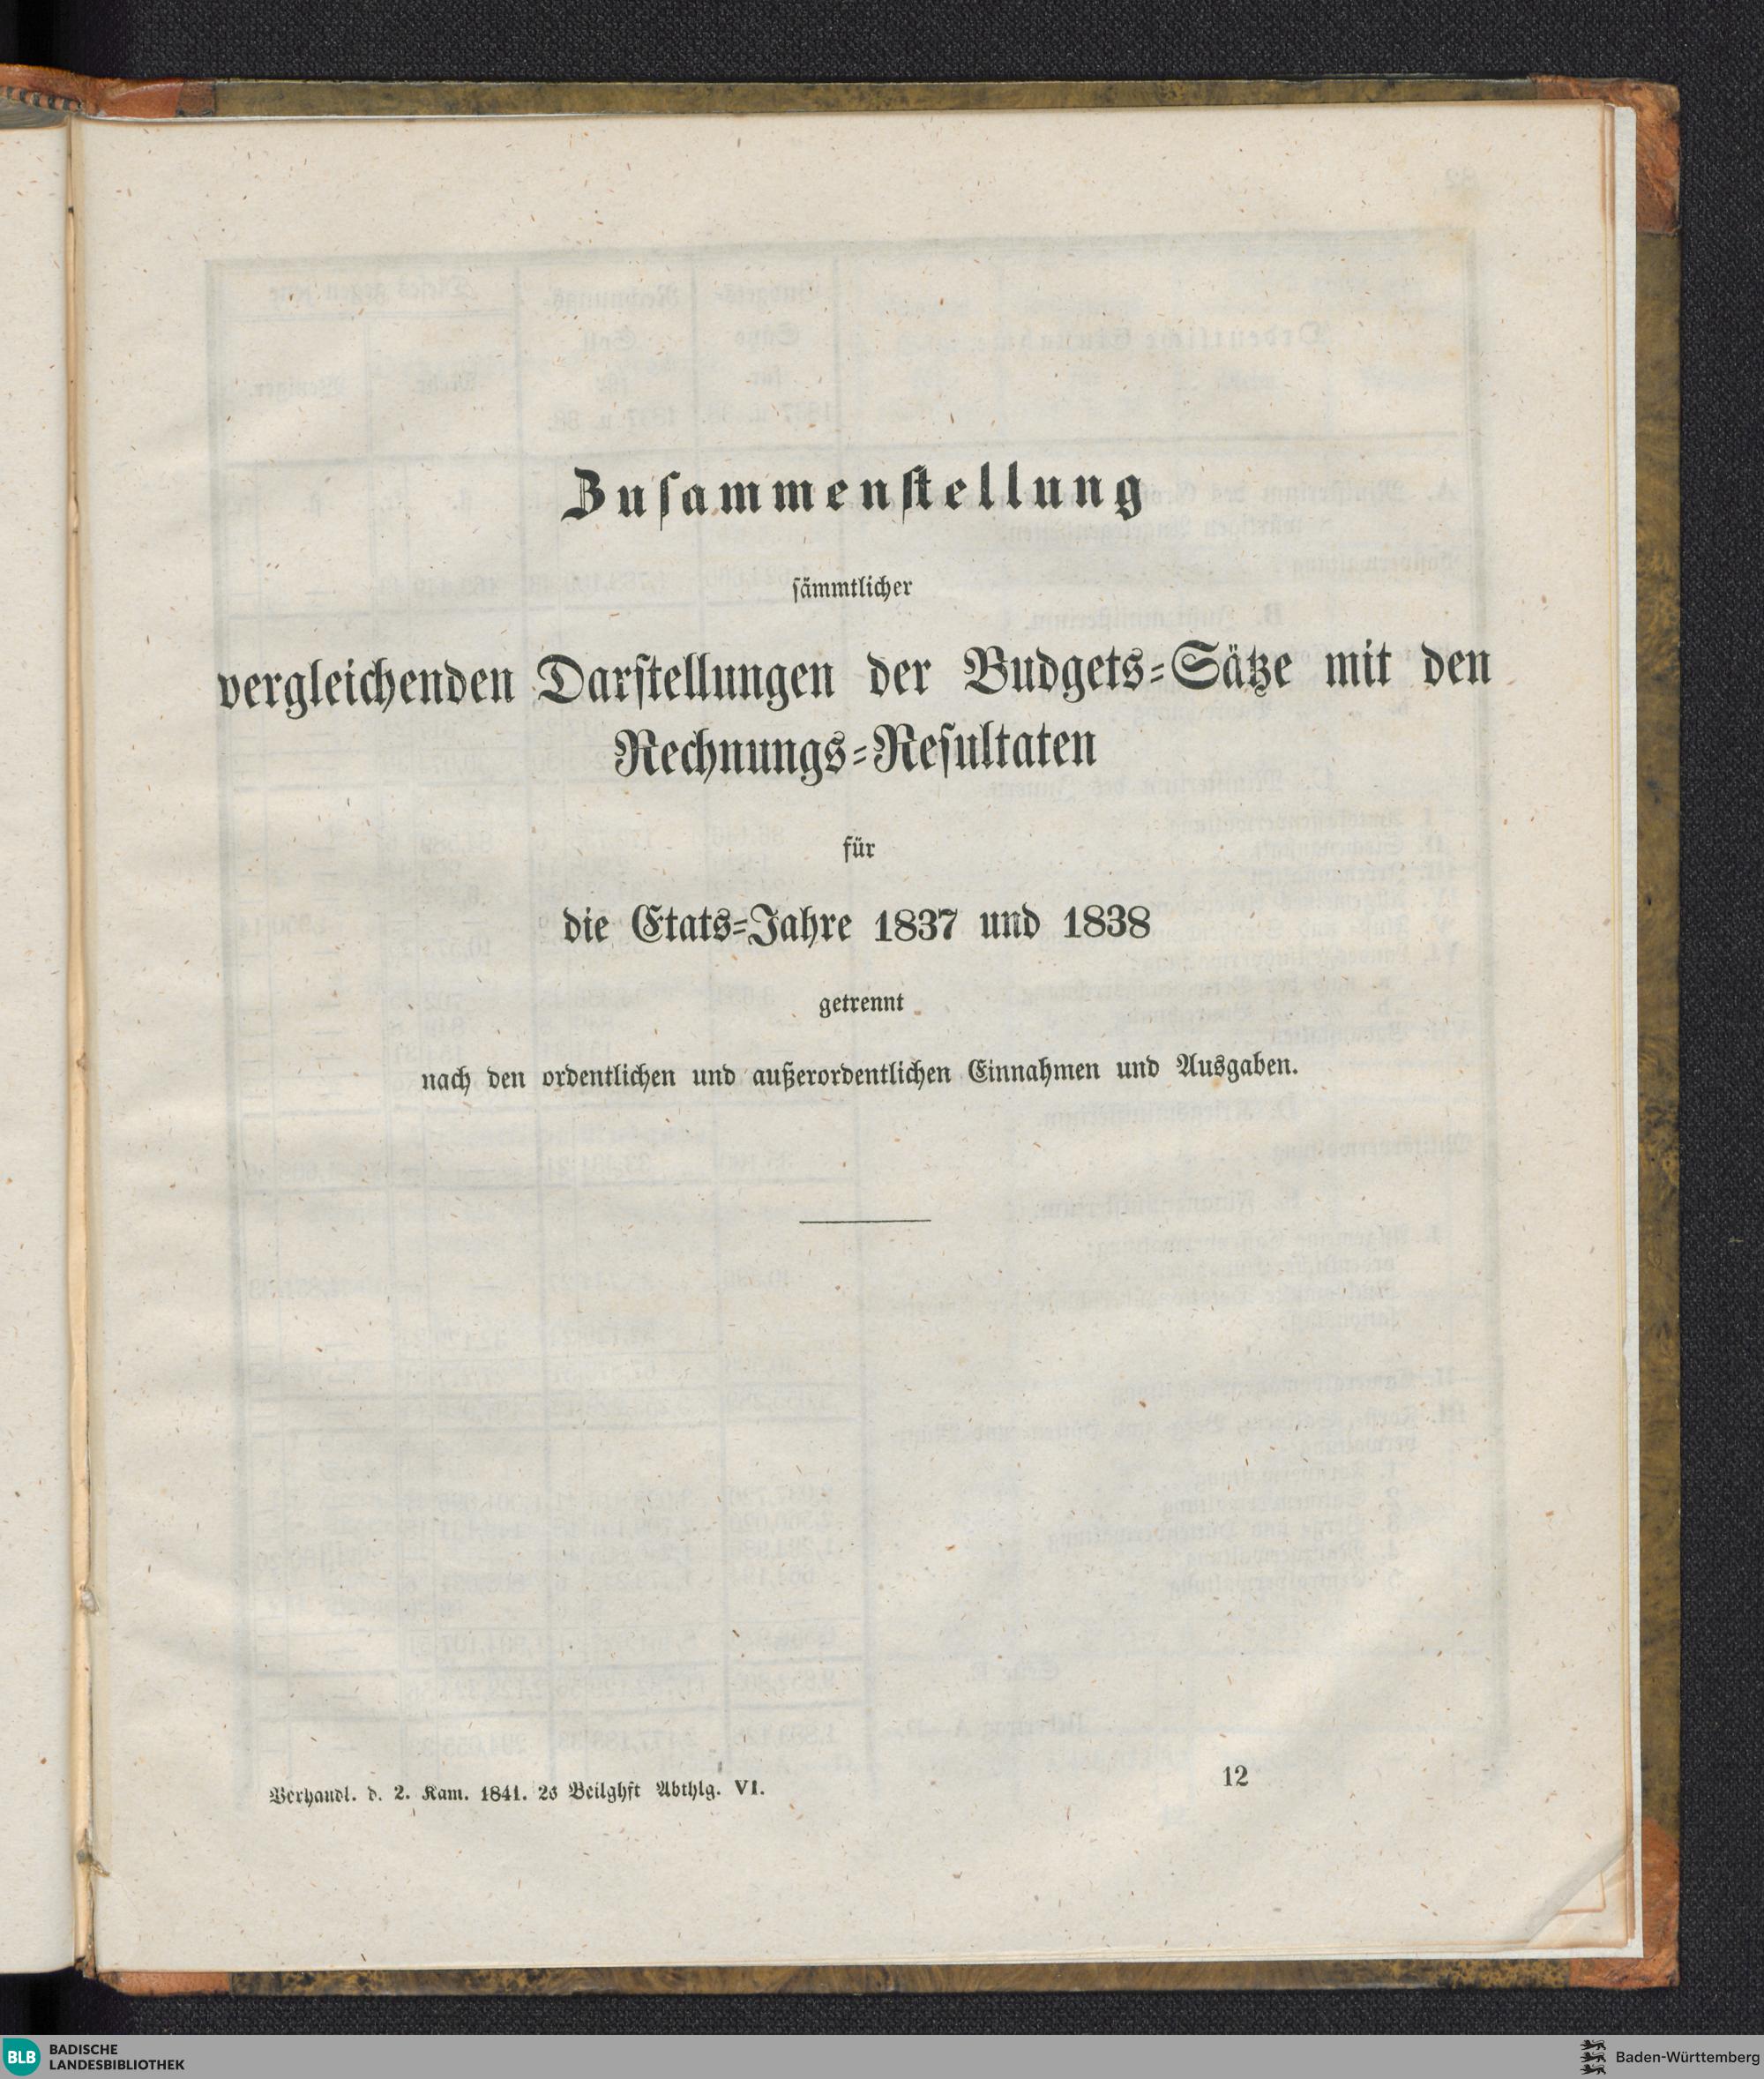 Zuſammenſtellung
ſämmtlicher
vergleichenden Darſtellungen der Budgets=Sätze mit den
Rechnungs=Reſultaten
für
die Etats=Jahre 1837 und 1838
getrennt
nach den ordentlichen und außerordentlichen Einnahmen und Ausgaben.
Verhandl. d. 2. Kam. 1841. 2s Beilghft Abthlg. VI.
12
BLB BADISCHE
LANDESBIBLIOTHEK
Baden-Württemberg